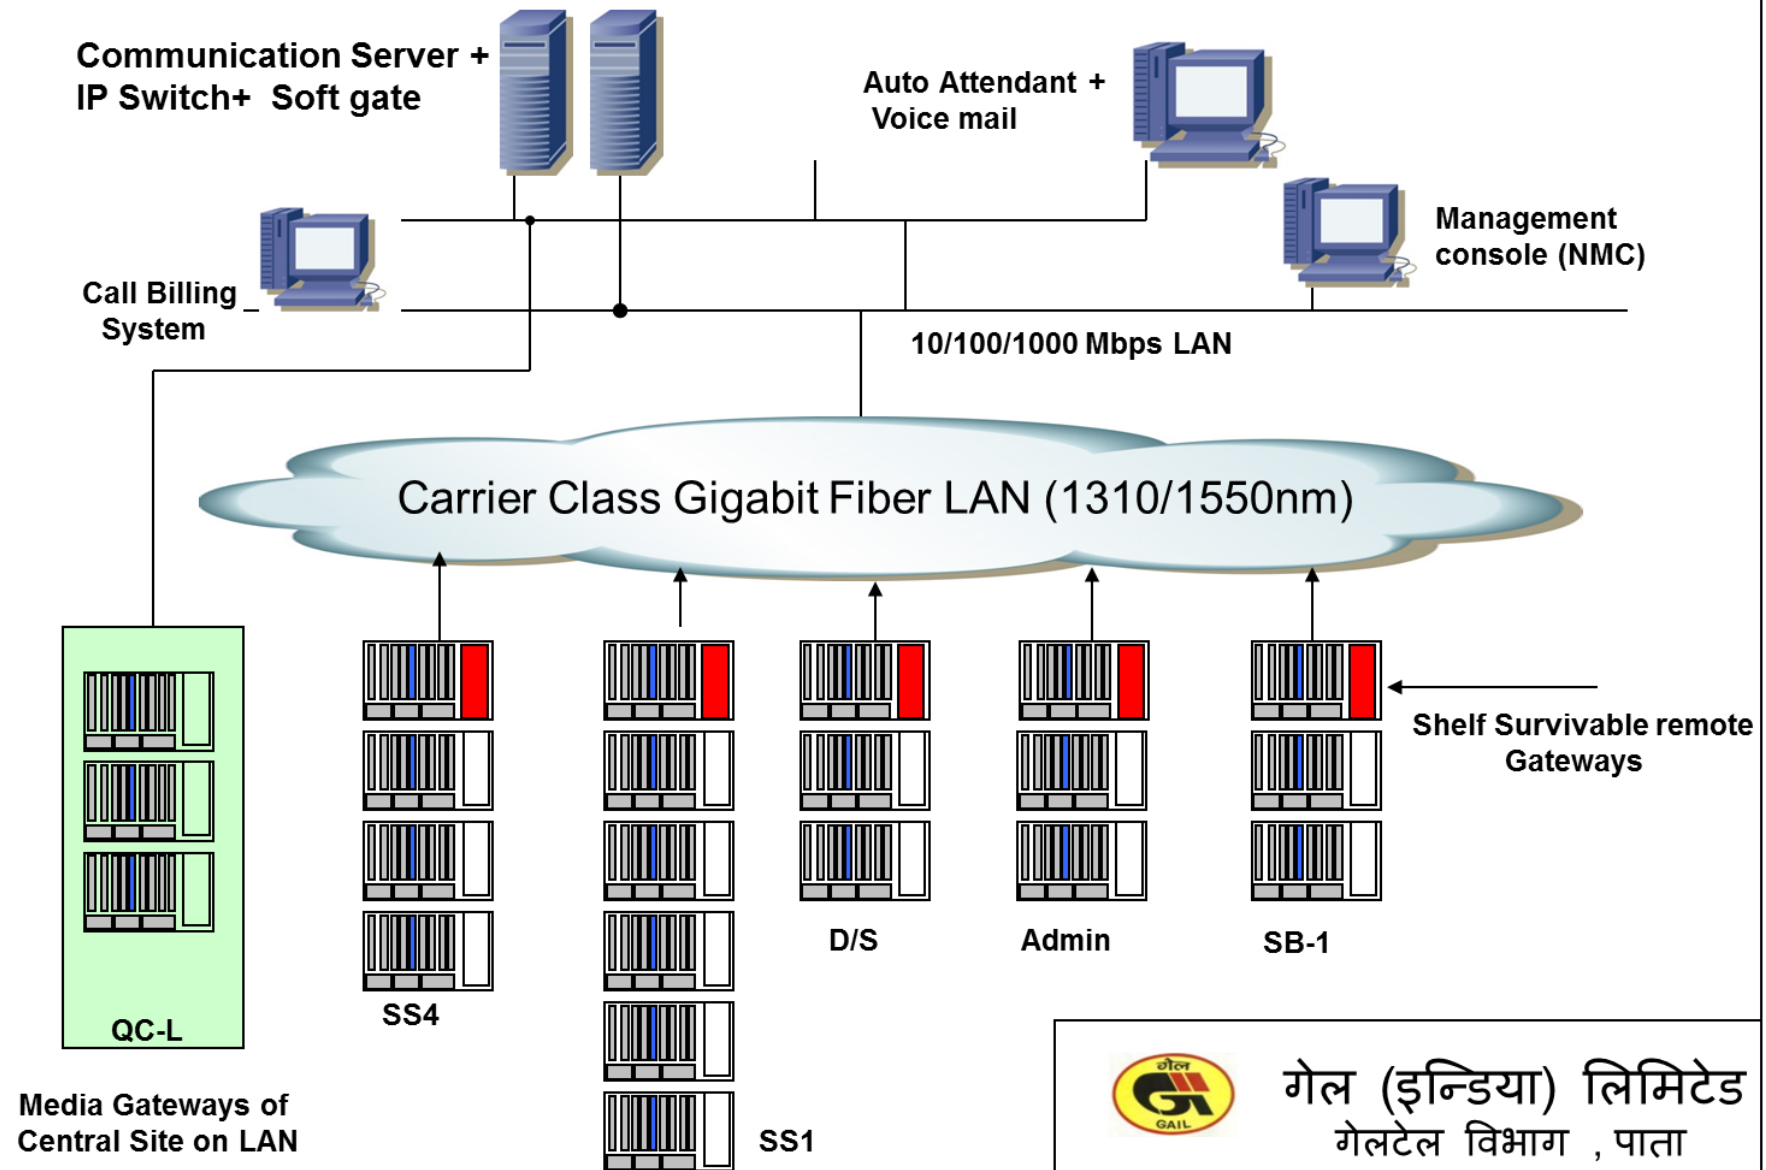 Communication Server +
IP Switch+ Soft gate
Auto Attendant +
Voice mail
Management
console (NMC)
Call Billing
System
10/100/1000 Mbps LAN
Carrier Class Gigabit Fiber LAN (1310/1550nm)
Shelf Survivable remote
Gateways
D/S
Admin
SB-1
SS4
QC-L
Media Gateways of
Central Site on LAN
SS1
गेल
GAIL
गेल (इन्डिया) लिमिटेड
गेलटेल विभाग , पाता